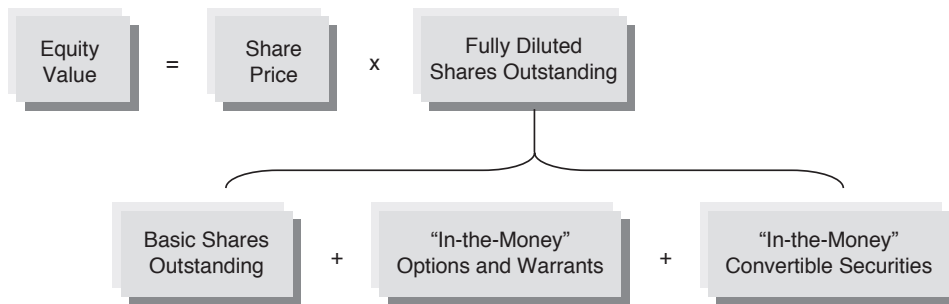 Equity
Value
=
Share
Price
x
Fully Diluted
Shares Outstanding
Basic Shares
Outstanding
+
“In-the-Money”
Options and Warrants
+
“In-the-Money”
Convertible Securities